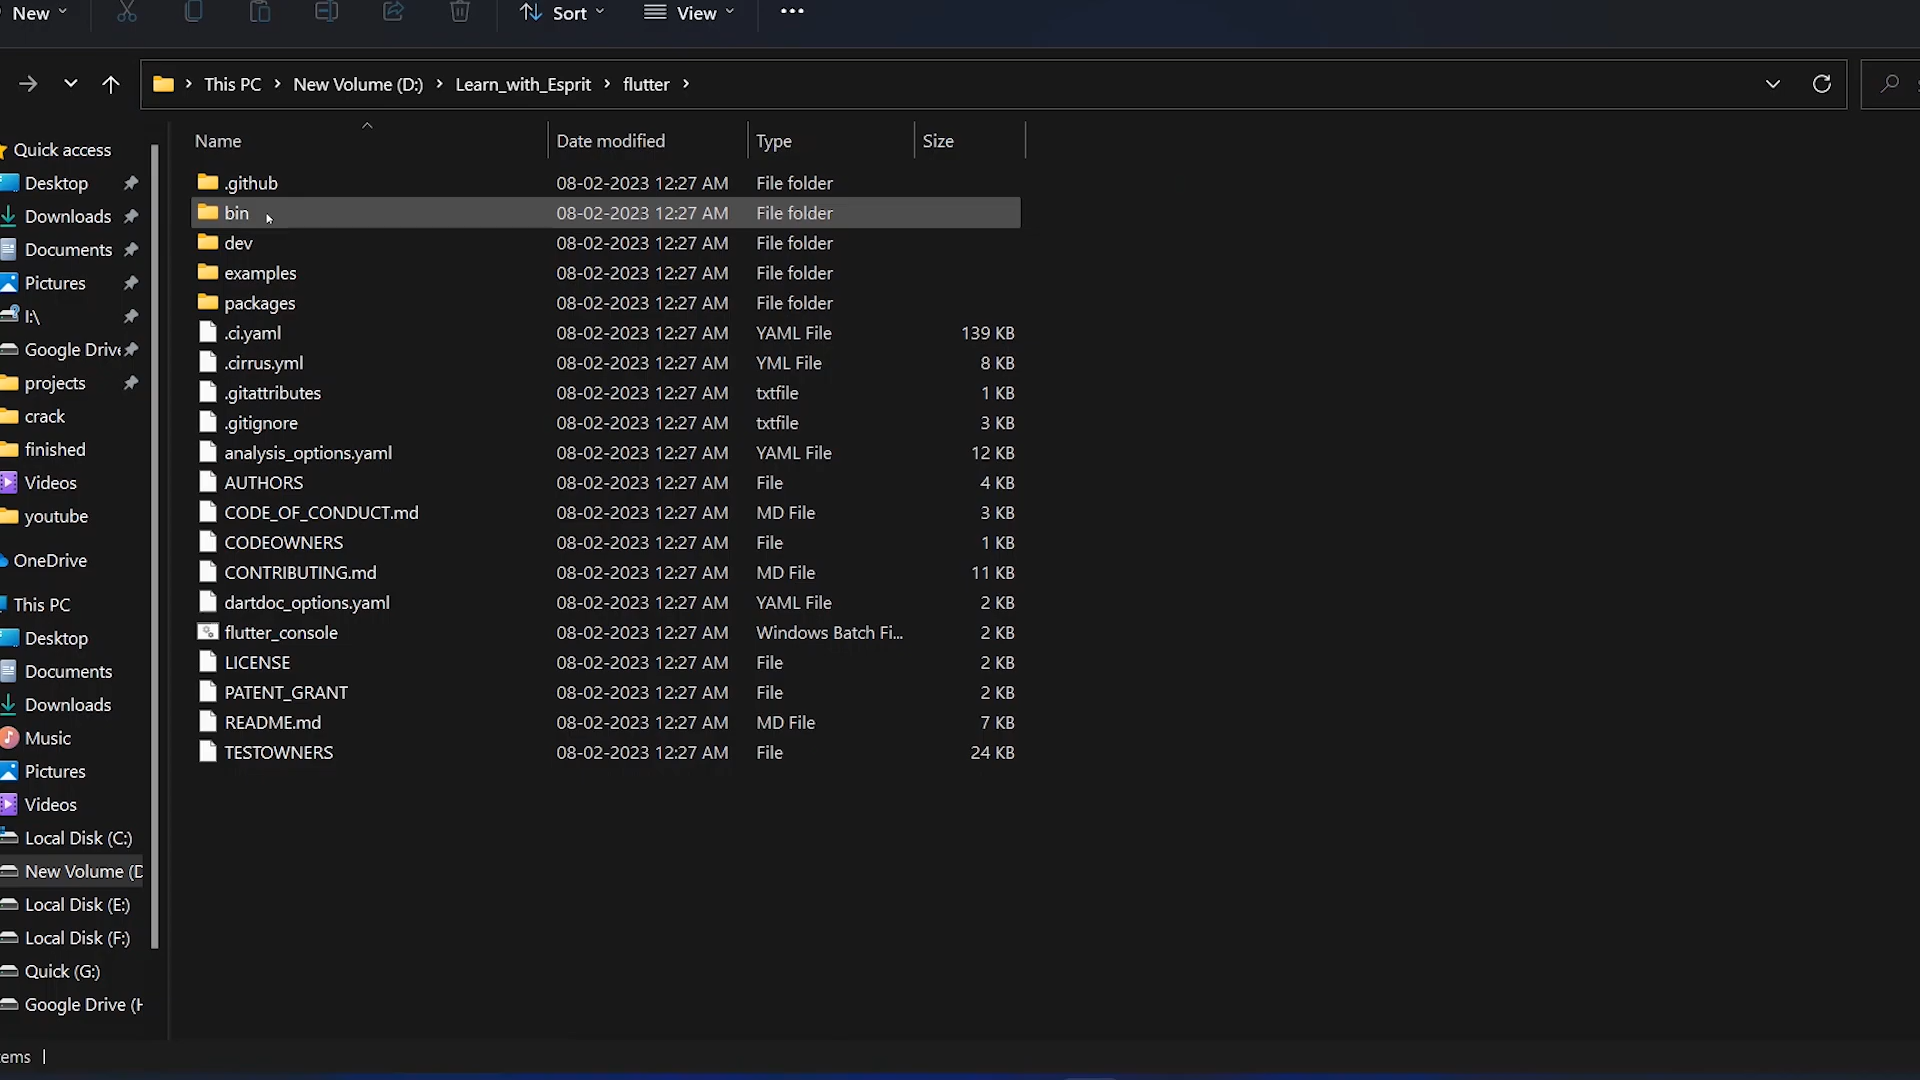 New
Sort
View
This PC
New Volume (D:)
Learn_with_Esprit
flutter
Name
Date modified
Type
Size
.github
08-02-2023 12:27 AM
File folder
bin
08-02-2023 12:27 AM
File folder
dev
08-02-2023 12:27 AM
File folder
examples
08-02-2023 12:27 AM
File folder
packages
08-02-2023 12:27 AM
File folder
.ci.yaml
08-02-2023 12:27 AM
YAML File
139 KB
.cirrus.yml
08-02-2023 12:27 AM
YML File
8 KB
.gitattributes
08-02-2023 12:27 AM
txtfile
1 KB
.gitignore
08-02-2023 12:27 AM
txtfile
3 KB
analysis_options.yaml
08-02-2023 12:27 AM
YAML File
12 KB
AUTHORS
08-02-2023 12:27 AM
File
4 KB
CODE_OF_CONDUCT.md
08-02-2023 12:27 AM
MD File
3 KB
CODEOWNERS
08-02-2023 12:27 AM
File
1 KB
CONTRIBUTING.md
08-02-2023 12:27 AM
MD File
11 KB
dartdoc_options.yaml
08-02-2023 12:27 AM
YAML File
2 KB
flutter_console
08-02-2023 12:27 AM
Windows Batch Fi...
2 KB
LICENSE
08-02-2023 12:27 AM
File
2 KB
PATENT_GRANT
08-02-2023 12:27 AM
File
2 KB
README.md
08-02-2023 12:27 AM
MD File
7 KB
TESTOWNERS
08-02-2023 12:27 AM
File
24 KB
Quick access
Desktop
Downloads
Documents
Pictures
I:\
Google Drive
projects
crack
finished
Videos
youtube
OneDrive
This PC
Desktop
Documents
Downloads
Music
Pictures
Videos
Local Disk (C:)
New Volume (D
Local Disk (E:)
Local Disk (F:)
Quick (G:)
Google Drive (H
ems